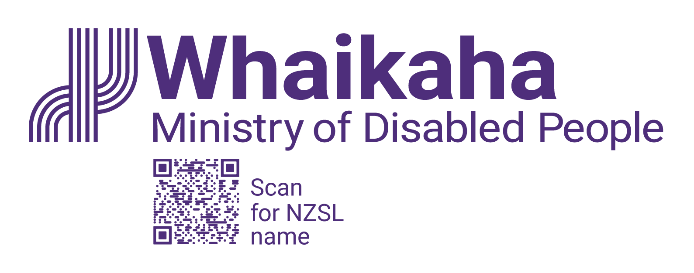 Whaikaha
Ministry of Disabled People
Scan
for NZSL
name